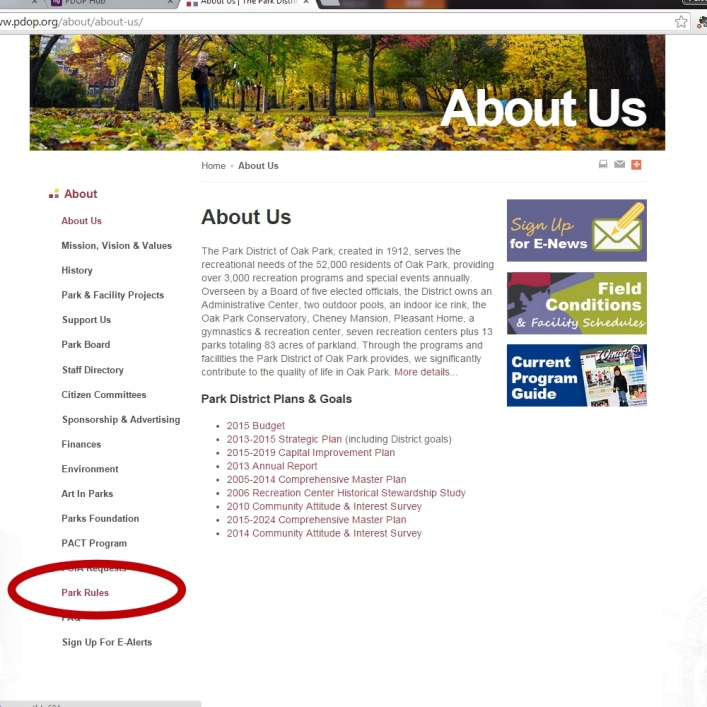 PDOP Hub
About Us | The Park Distri
ww.pdop.org/about/about-us/
About Us
Home • About Us
About
About Us
Mission, Vision & Values
History
Park & Facility Projects
Support Us
Park Board
Staff Directory
Citizen Committees
Sponsorship & Advertising
Finances
Environment
Art In Parks
Parks Foundation
PACT Program
FOIA Requests
Park Rules
FAQ
Sign Up For E-Alerts
About Us
The Park District of Oak Park, created in 1912, serves the
recreational needs of the 52,000 residents of Oak Park, providing
over 3,000 recreation programs and special events annually.
Overseen by a Board of five elected officials, the District owns an
Administrative Center, two outdoor pools, an indoor ice rink, the
Oak Park Conservatory, Cheney Mansion, Pleasant Home, a
gymnastics & recreation center, seven recreation centers plus 13
parks totaling 83 acres of parkland. Through the programs and
facilities the Park District of Oak Park provides, we significantly
contribute to the quality of life in Oak Park. More details...
Park District Plans & Goals
• 2015 Budget
• 2013-2015 Strategic Plan (including District goals)
• 2015-2019 Capital Improvement Plan
• 2013 Annual Report
• 2005-2014 Comprehensive Master Plan
• 2006 Recreation Center Historical Stewardship Study
• 2010 Community Attitude & Interest Survey
• 2015-2024 Comprehensive Master Plan
• 2014 Community Attitude & Interest Survey
Sign Up
for E-News
Field
Conditions
& Facility Schedules
Current
Program
Guide
Winter